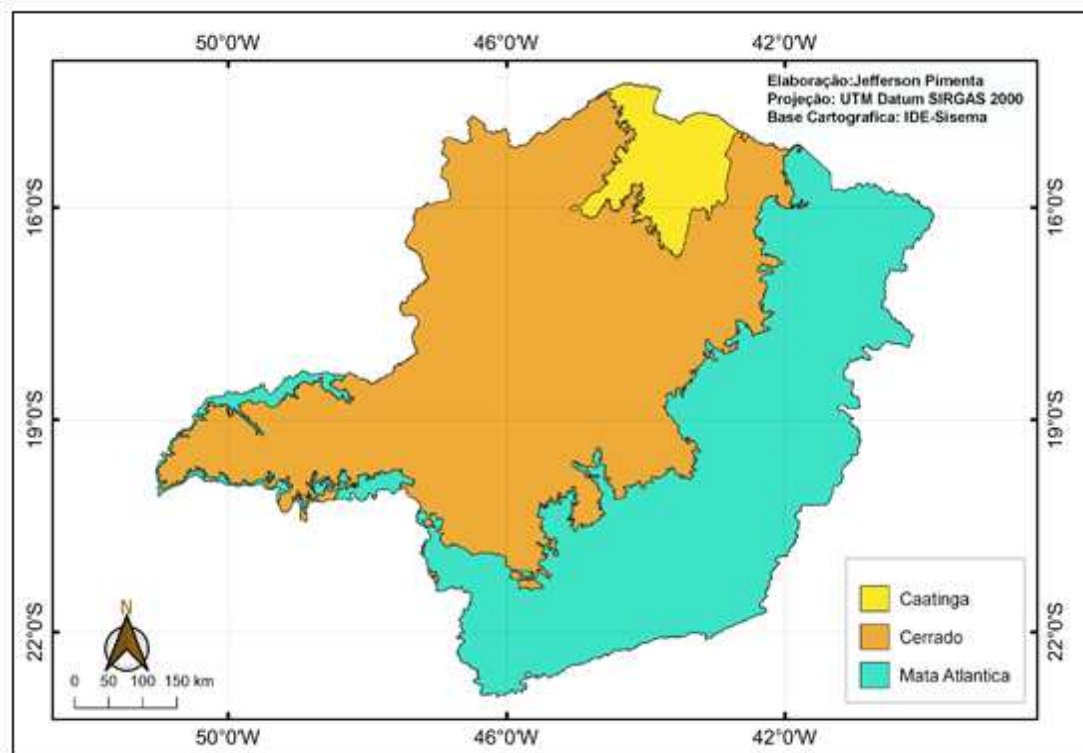 50°0'W 46°0'W 42°0'W
Elaboração:Jefferson Pimenta
Projeção: UTM Datum SIRGAS 2000
Base Cartografica: IDE-Sisema
16°0'S 16°0'S
19°0'S 19°0'S
22°0'S 22°0'S
Caatinga
Cerrado
Mata Atlantica
N
0 50 100 150 km
50°0'W 46°0'W 42°0'W